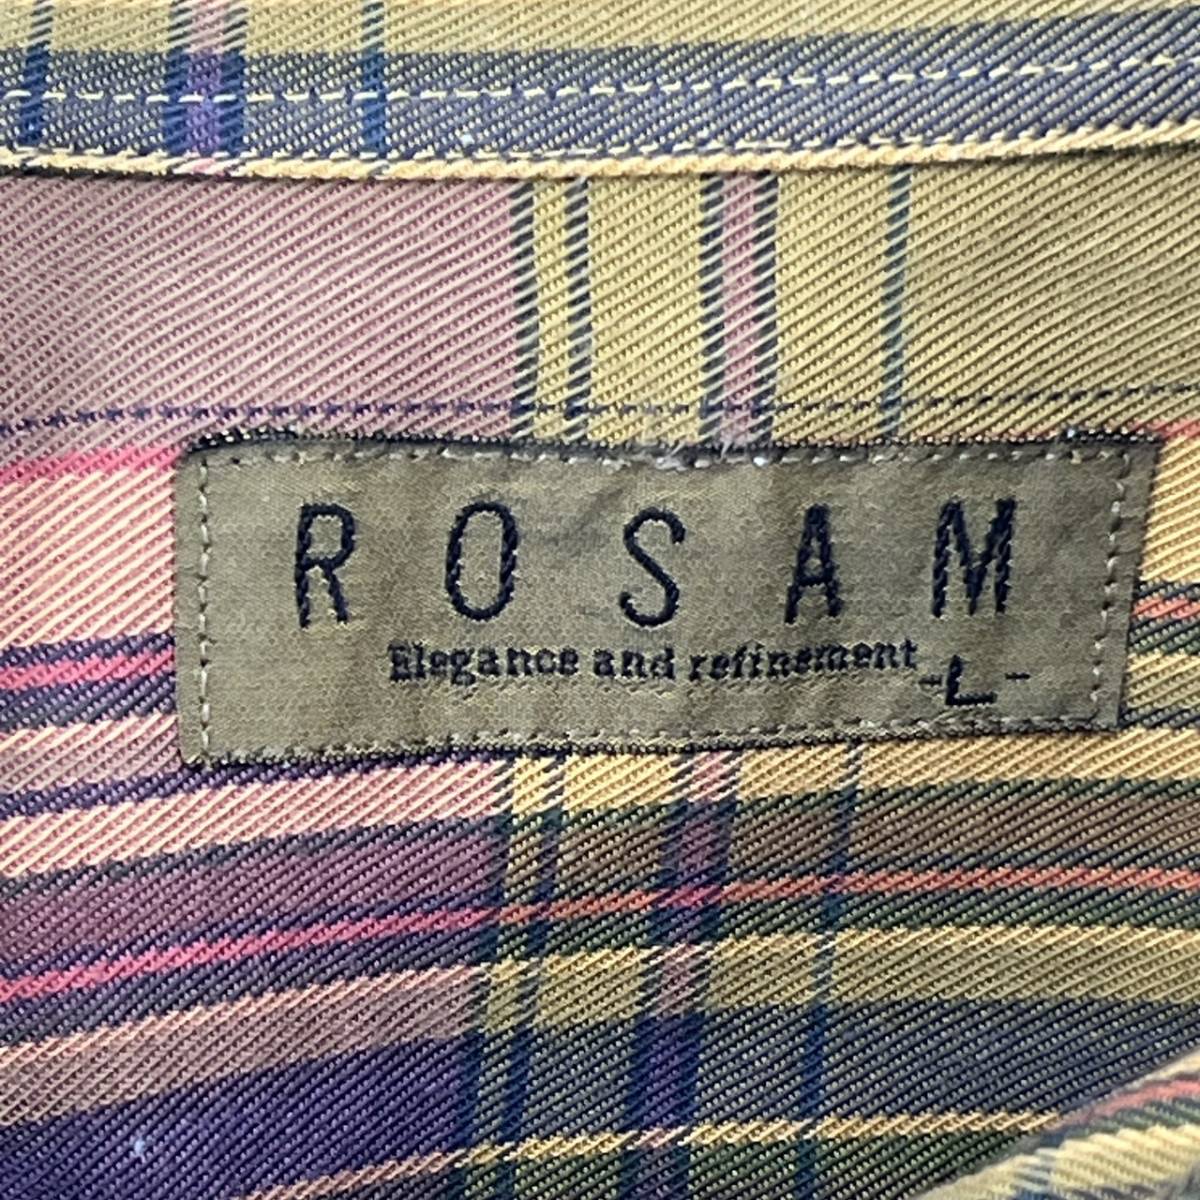 ROSAM
Elegance and refinement
-L-